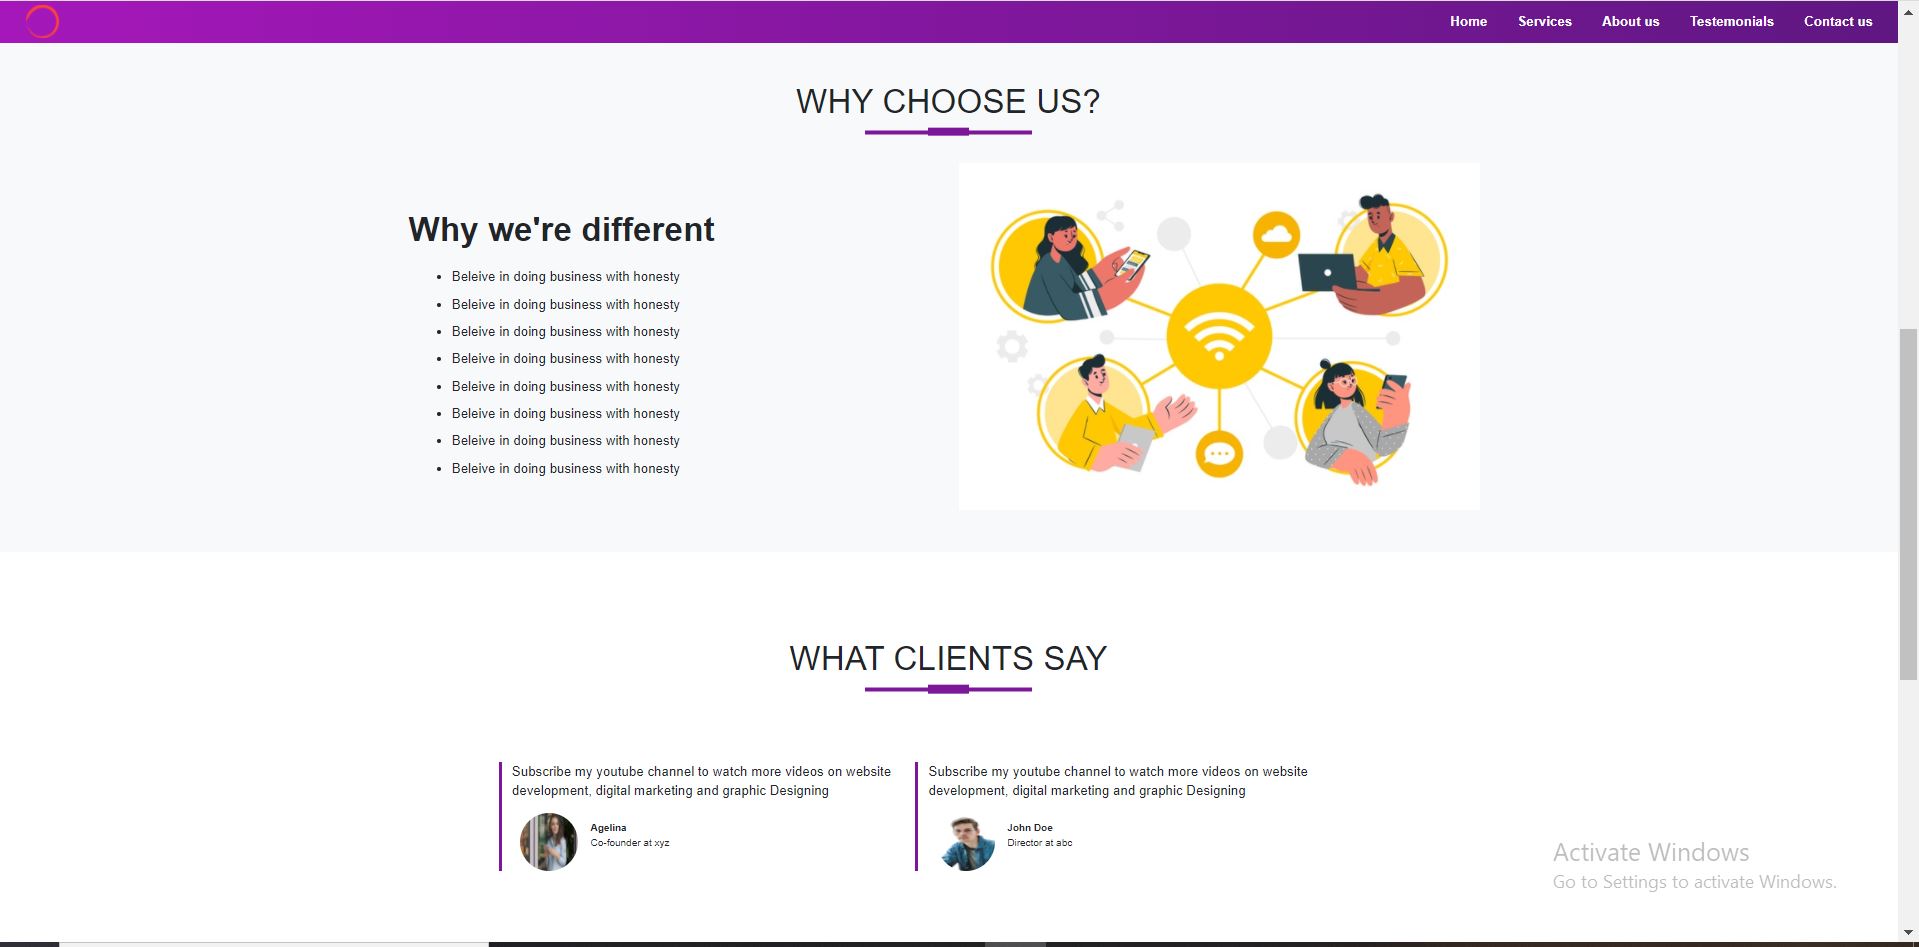 Home Services About us Testemonials Contact us
WHY CHOOSE US?
Why we're different
Beleive in doing business with honesty
Beleive in doing business with honesty
Beleive in doing business with honesty
Beleive in doing business with honesty
Beleive in doing business with honesty
Beleive in doing business with honesty
Beleive in doing business with honesty
Beleive in doing business with honesty
WHAT CLIENTS SAY
Subscribe my youtube channel to watch more videos on website
development, digital marketing and graphic Designing
Agelina
Co-founder at xyz
Subscribe my youtube channel to watch more videos on website
development, digital marketing and graphic Designing
John Doe
Director at abc
Activate Windows
Go to Settings to activate Windows.